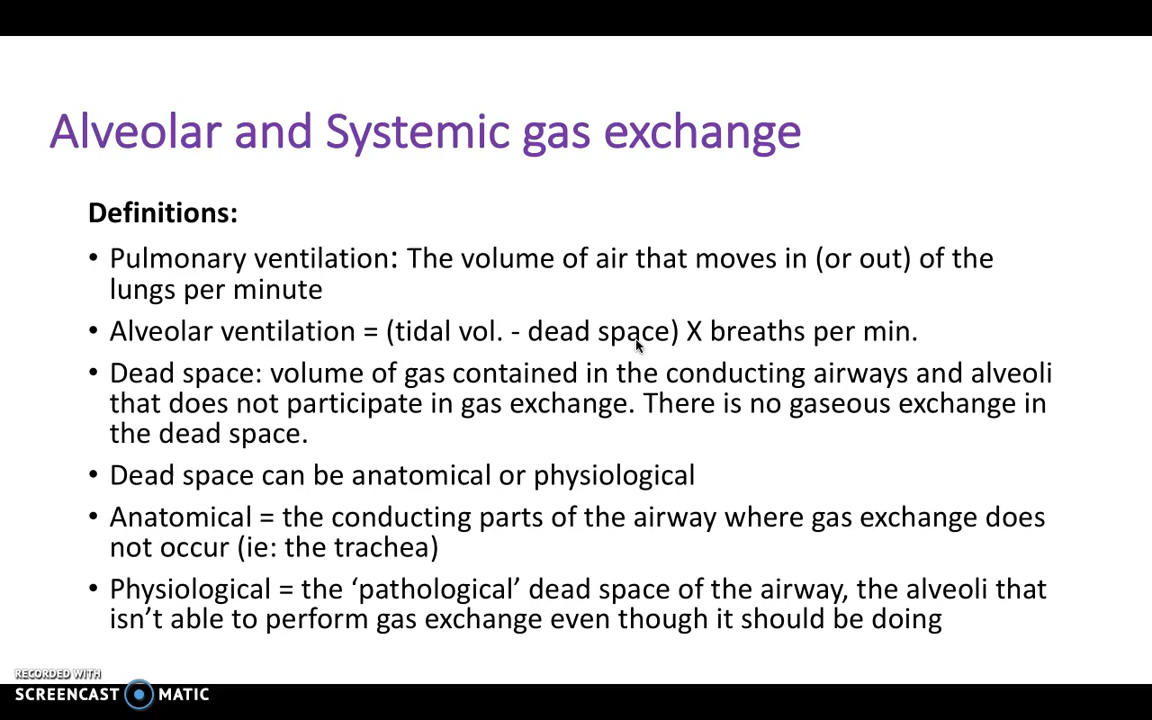 Alveolar and Systemic gas exchange
Definitions:
• Pulmonary ventilation: The volume of air that moves in (or out) of the
lungs per minute
• Alveolar ventilation = (tidal vol. - dead space) X breaths per min.
• Dead space: volume of gas contained in the conducting airways and alveoli
that does not participate in gas exchange. There is no gaseous exchange in
the dead space.
• Dead space can be anatomical or physiological
• Anatomical = the conducting parts of the airway where gas exchange does
not occur (ie: the trachea)
• Physiological = the ‘pathological’ dead space of the airway, the alveoli that
isn’t able to perform gas exchange even though it should be doing
RECORDED WITH
SCREENCAST MATIC